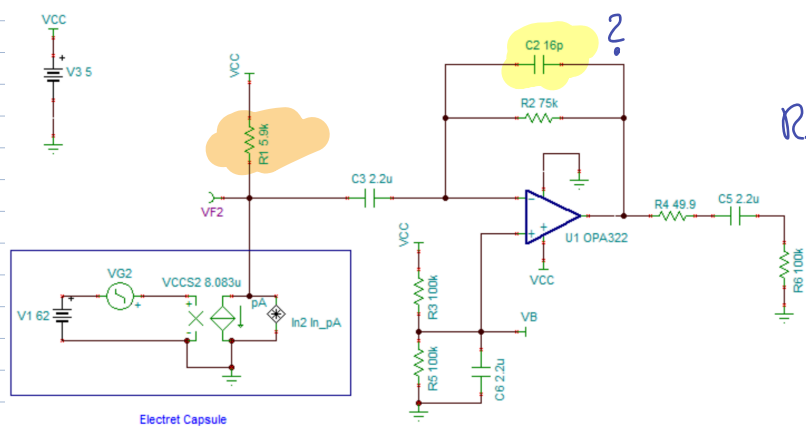 VCC
V3 5
VCC
R1 5.9k
C2 16p
?
R2 75k
C3 2.2u
VF2
U1 OPA322
R4 49.9
C5 2.2u
R6 100k
VCC
VCC
R3 100k
VB
R5 100k
C6 2.2u
VG2
VCCS2 8.083u
pA
V1 62
In2 In_pA
Electret Capsule
R